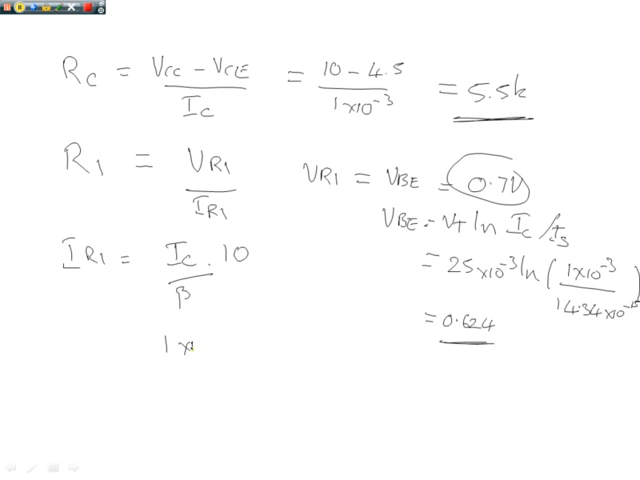 RC = VCC - VCE / IC = 10 - 4.5 / 1×10^-3 = 5.5k
R1 = VR1 / IR1
VR1 = VBE = 0.7V
VBE = VT ln IC/IS
IR1 = IC . 10 / β
= 25×10^-3 ln ( 1×10^-3 / 14.34×10^-15 )
= 0.624
1 ×